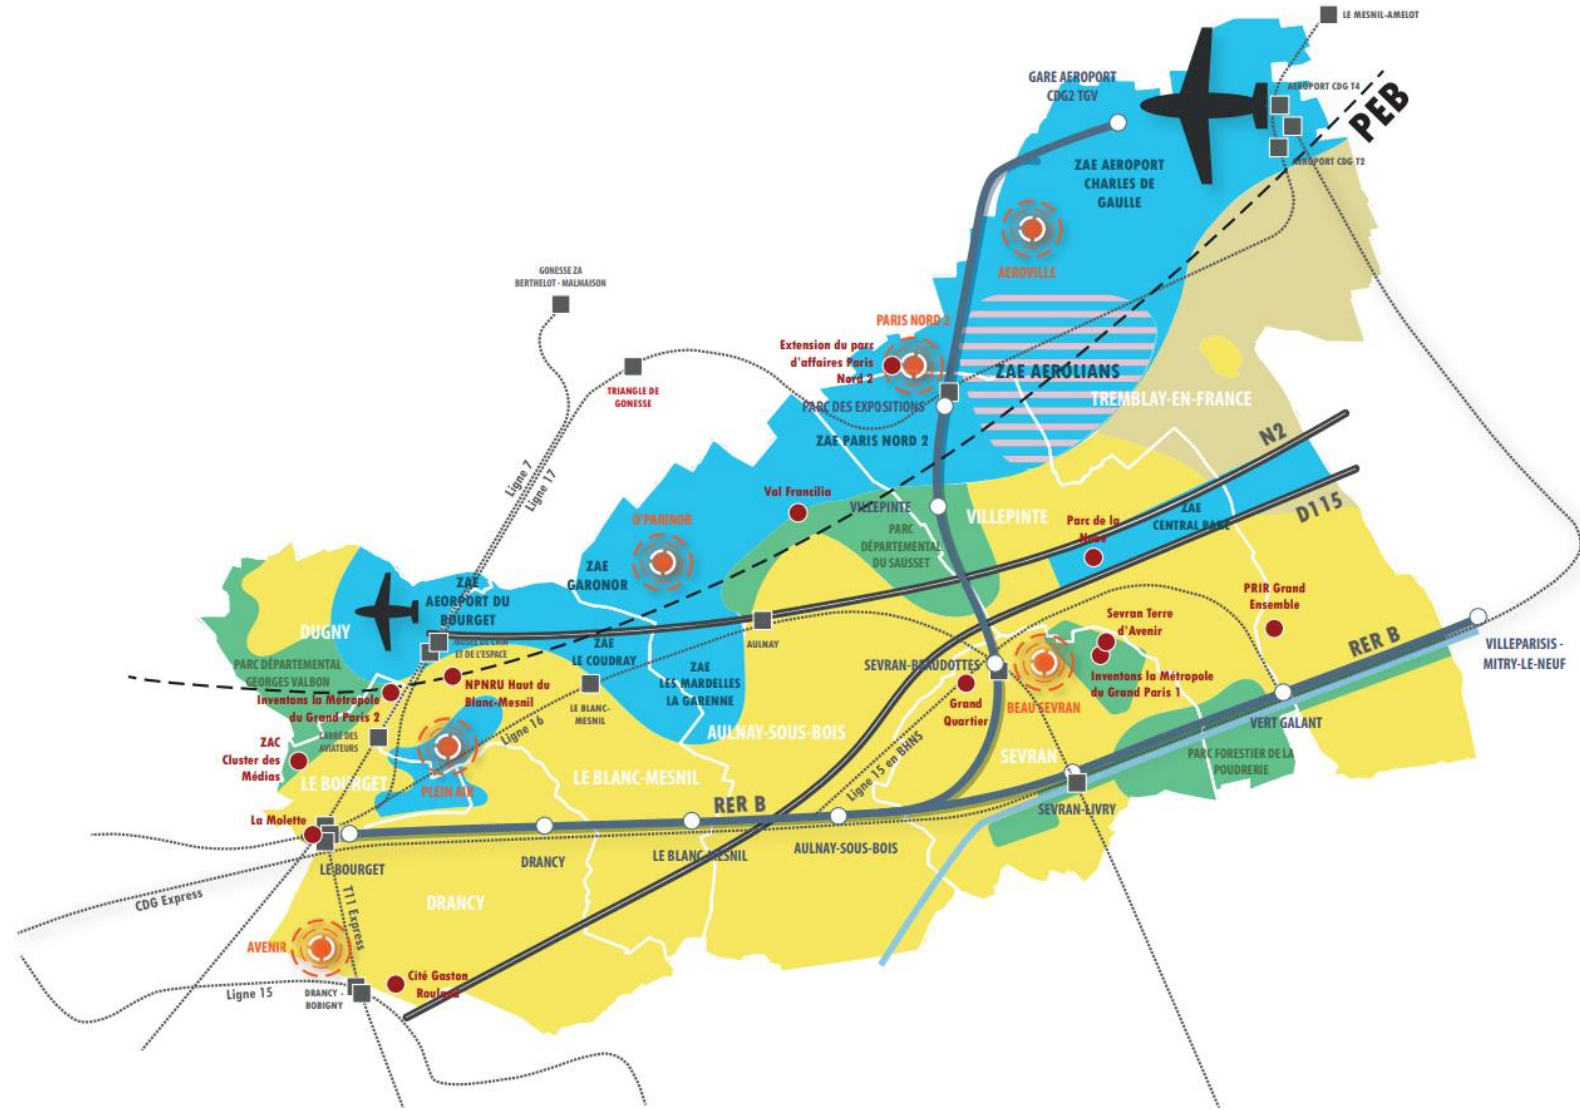 LE MESNIL-AMELOT
GARE AEROPORT
CDG2 TGV
AEROPORT CDG T4
PEB
AEROPORT CDG T2
ZAE AEROPORT
CHARLES DE
GAULLE
AEROVILLE
GONESSE ZA
BERTHELOT - MALMAISON
PARIS NORD 2
Extension du parc
d'affaires Paris
Nord 2
ZAE AEROLIANS
TRIANGLE DE
GONESSE
TREMBLAY-EN-FRANCE
PARC DES EXPOSITIONS
ZAE PARIS NORD 2
N2
Ligne 7
Ligne 17
Val Francilia
VILLEPINTE
VILLEPINTE
D115
ZAE
CENTRAL PARC
O'PARINOR
PARC
DÉPARTEMENTAL
DU SAUSSET
Parc de la
Noue
ZAE
GARONOR
ZAE
AEORPORT DU
BOURGET
PRIR Grand
Ensemble
DUGNY
MUSÉE DE L'AIR
ET DE L'ESPACE
AULNAY
Sevran Terre
d'Avenir
RER B
VILLEPARISIS -
MITRY-LE-NEUF
ZAE
LE COUDRAY
PARC DÉPARTEMENTAL
GEORGES VALBON
ZAE
LES MARDELLES
LA GARENNE
SEVRAN-BEAUDOTTES
NPNRU Haut du
Blanc-Mesnil
Inventons la Métropole
du Grand Paris 2
Inventons la Métropole
du Grand Paris 1
LE BLANC-
MESNIL
Grand
Quartier
BEAU SEVRAN
VERT GALANT
Ligne 16
CARRÉ DES
AVIATEURS
AULNAY-SOUS-BOIS
ZAC
Cluster des
Médias
LE BOURGET
PLEIN AIR
LE BLANC-MESNIL
Ligne 15 en BHNS
SEVRAN
PARC FORESTIER DE LA
POUDRERIE
RER B
SEVRAN-LIVRY
La Molette
LE BOURGET
DRANCY
LE BLANC-MESNIL
AULNAY-SOUS-BOIS
CDG Express
T11 Express
DRANCY
AVENIR
Ligne 15
DRANCY -
BOBIGNY
Cité Gaston
Roulaud